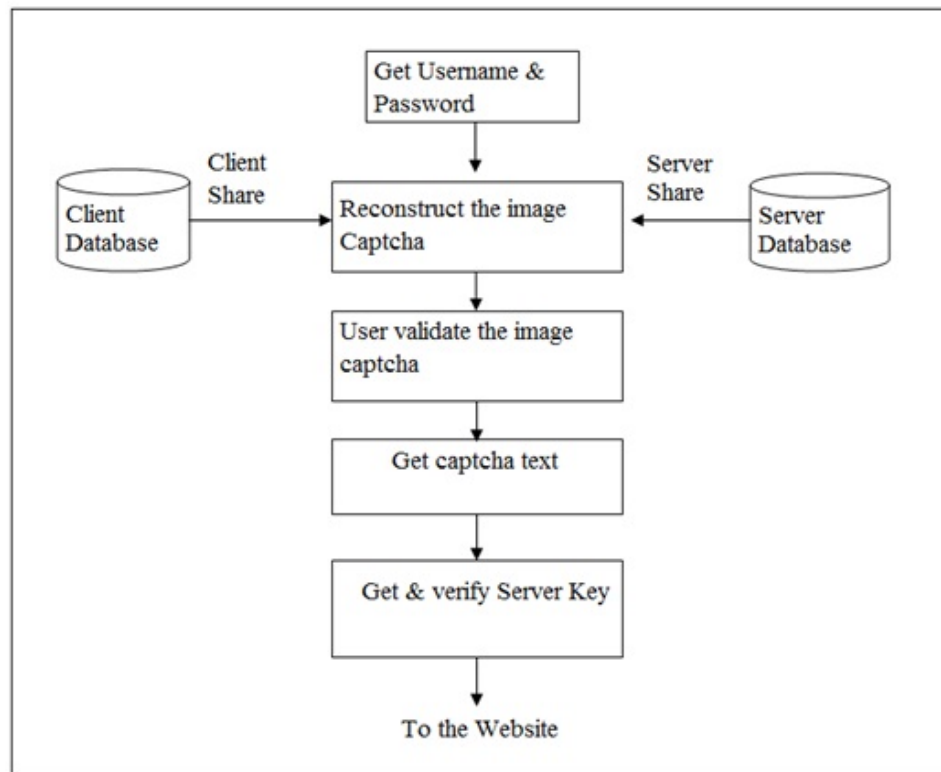 Get Username &
Password
Client
Share
Server
Share
Client
Database
Reconstruct the image
Captcha
Server
Database
User validate the image
captcha
Get captcha text
Get & verify Server Key
To the Website